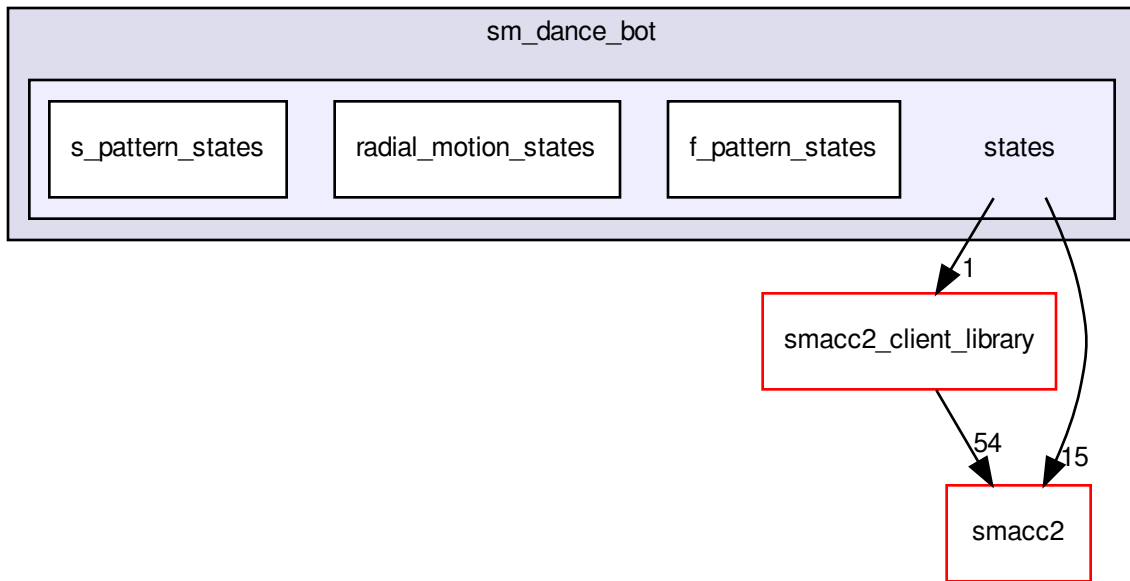 sm_dance_bot
s_pattern_states
radial_motion_states
f_pattern_states
states
1
smacc2_client_library
54
15
smacc2